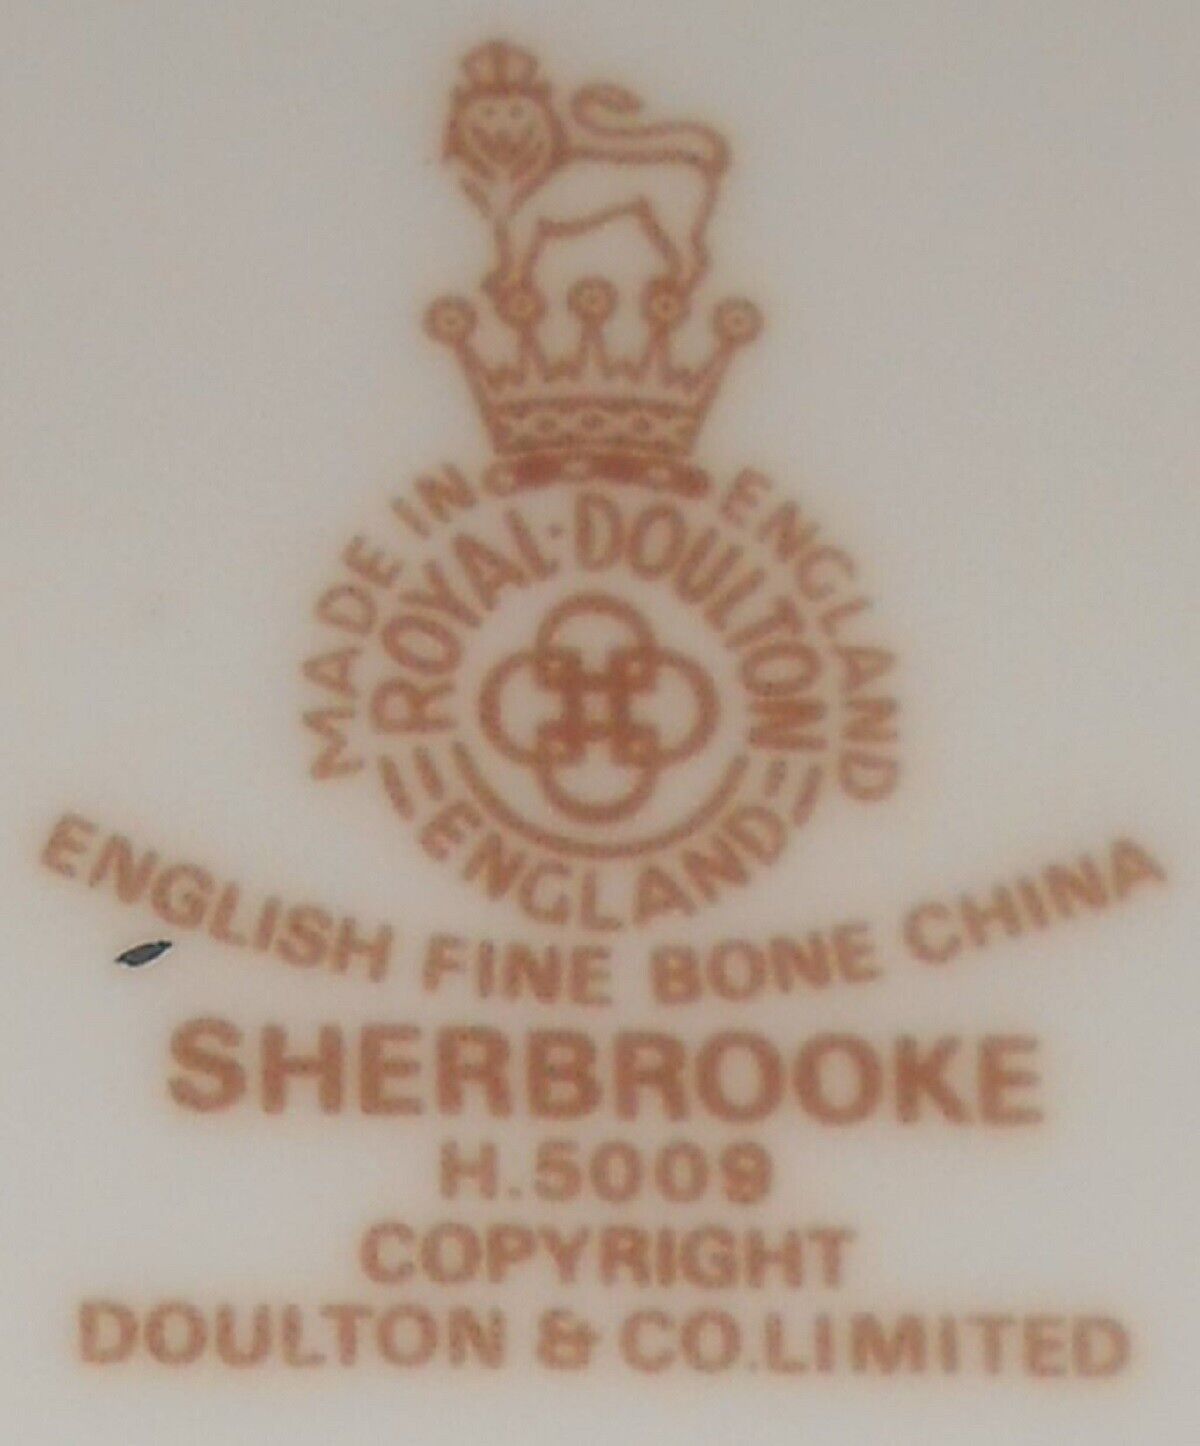 MADE IN ENGLAND
ROYAL·DOULTON
ENGLAND
ENGLISH FINE BONE CHINA
SHERBROOKE
H.5009
COPYRIGHT
DOULTON & CO.LIMITED